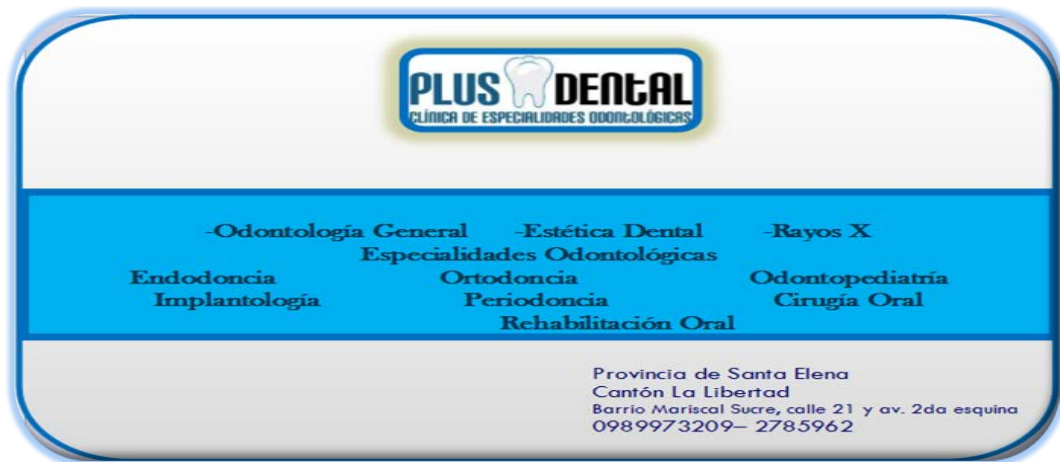 PLUS DENTAL
CLÍNICA DE ESPECIALIDADES ODONTOLÓGICAS
-Odontología General -Estética Dental -Rayos X
Especialidades Odontológicas
Endodoncia Ortodoncia Odontopediatría
Implantología Periodoncia Cirugía Oral
Rehabilitación Oral
Provincia de Santa Elena
Cantón La Libertad
Barrio Mariscal Sucre, calle 21 y av. 2da esquina
0989973209– 2785962